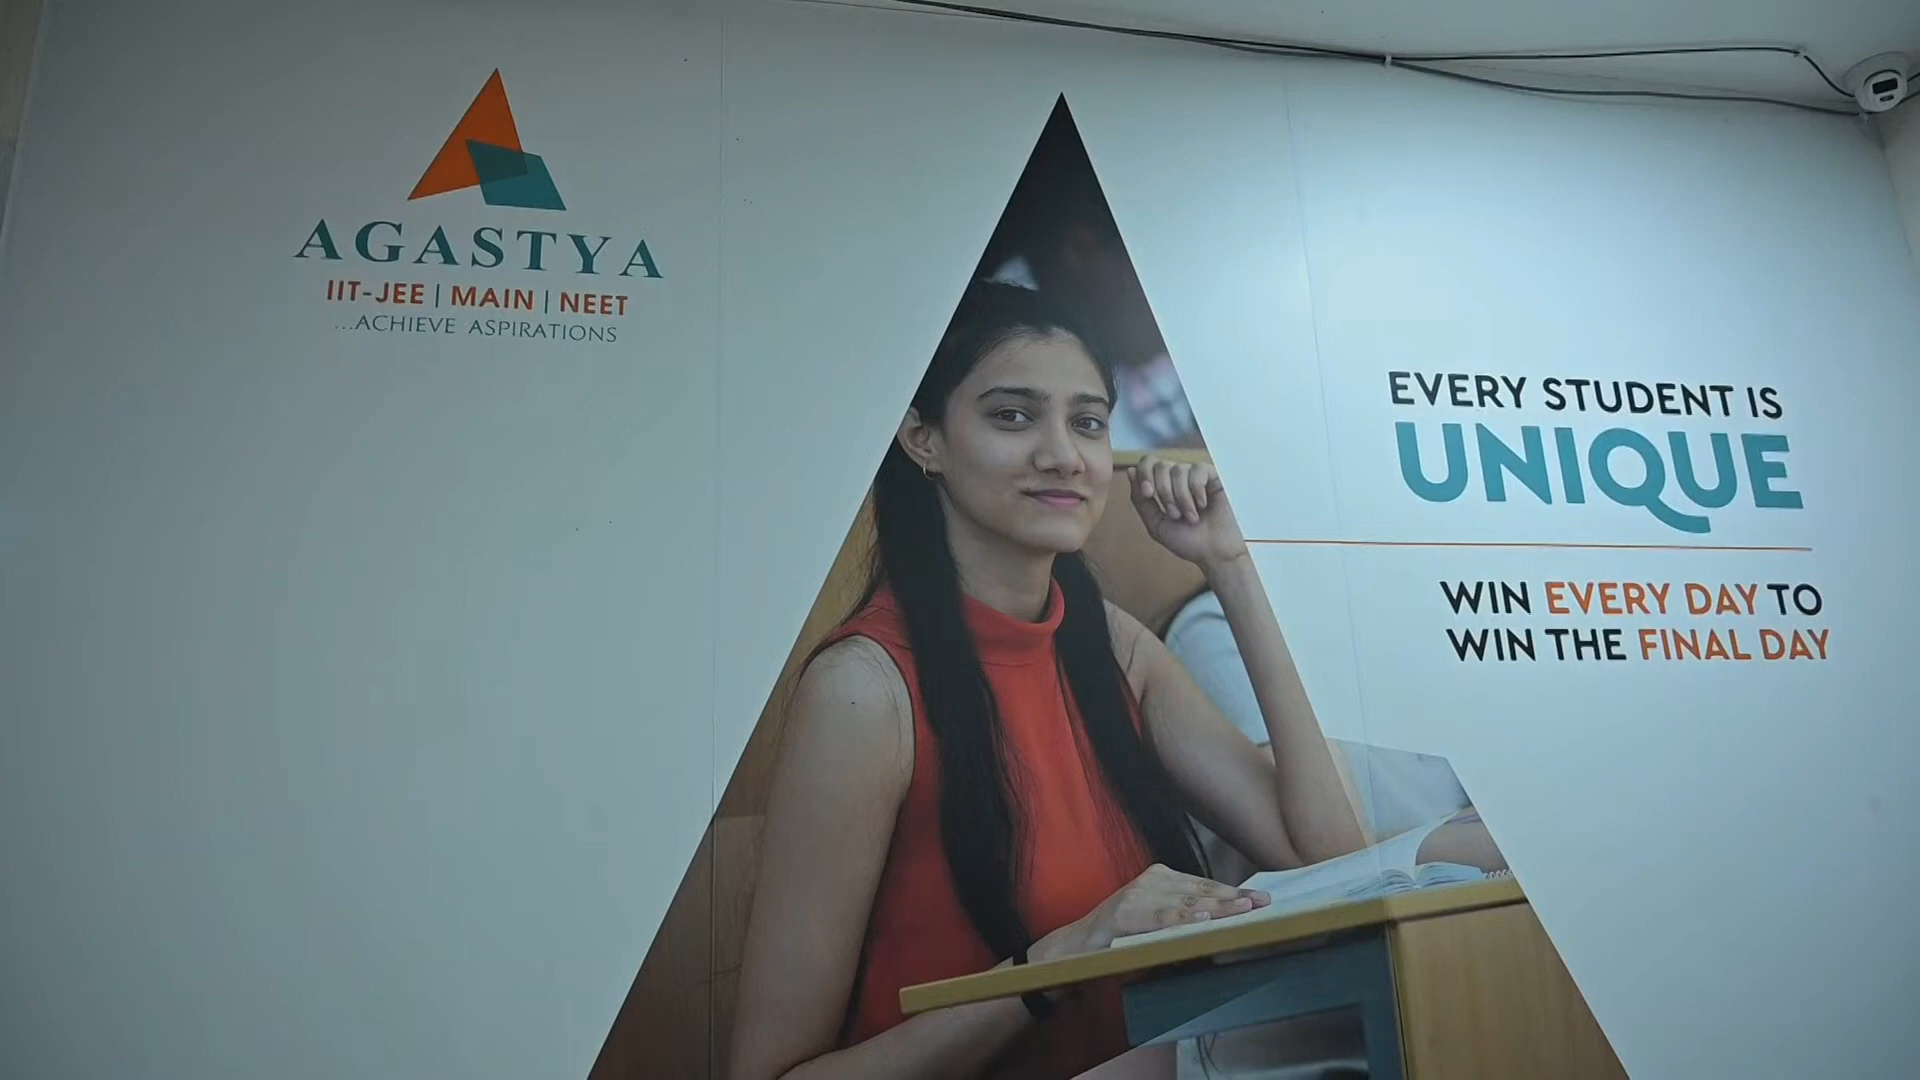 AGASTYA
IIT-JEE | MAIN | NEET
...ACHIEVE ASPIRATIONS
EVERY STUDENT IS
UNIQUE
WIN EVERY DAY TO
WIN THE FINAL DAY